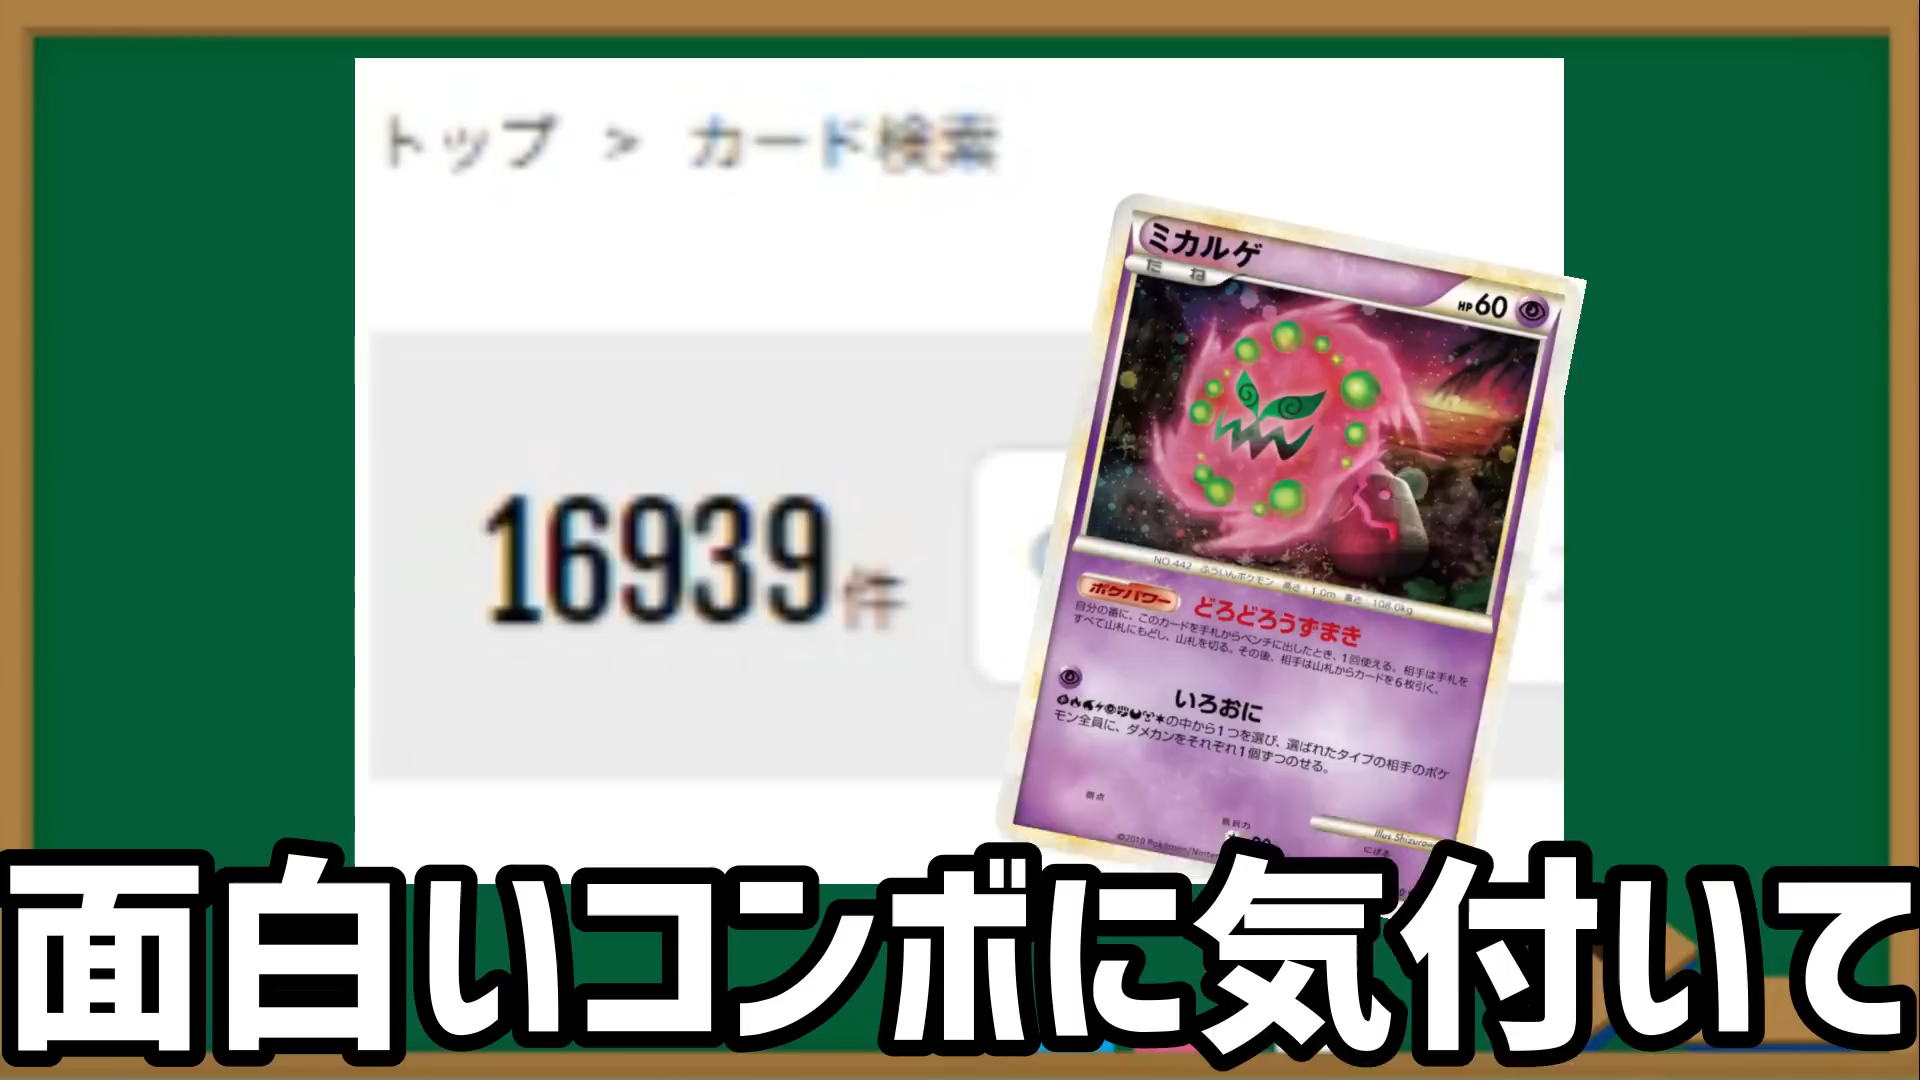 トップ > カード検索
16939件
ミカルゲ
たね
HP60
NO.442 ふういんポケモン 高さ:1.0m 重さ:108.0kg
ポケパワー どろどろうずまき
自分の番に、このカードを手札からベンチに出したとき、1回使える。相手は手札を
すべて山札にもどし、山札を切る。その後、相手は山札からカードを6枚引く。
いろおに
の中から1つを選び、選ばれたタイプの相手のポケ
モン全員に、ダメカンをそれぞれ1個ずつのせる。
弱点
抵抗力
にげる
©2010 Pokémon/Ninten
面白いコンボに気付いて